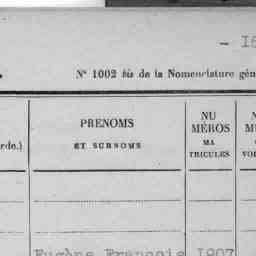 - 16
N° 1002 bis de la Nomenclature gén
PRENOMS
ET SURNOMS
NU
MÉROS
MA
TRICULES
rde.)
Eugène François 1907